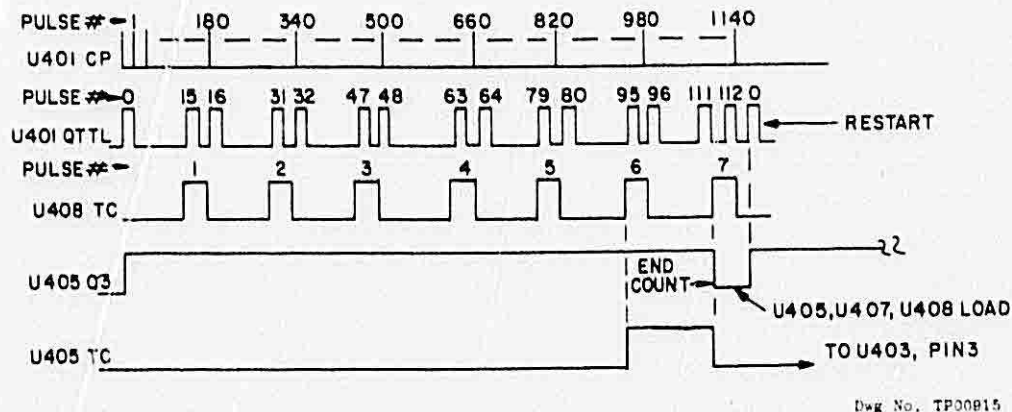 PULSE # 1 180 340 500 660 820 980 1140
U401 CP
PULSE # 0 15 16 31 32 47 48 63 64 79 80 95 96 111 112 0
U401 QTTL RESTART
PULSE # 1 2 3 4 5 6 7
U408 TC
U405 Q3 END COUNT
U405, U407, U408 LOAD
U405 TC TO U403, PIN3
Dwg No. TP00915